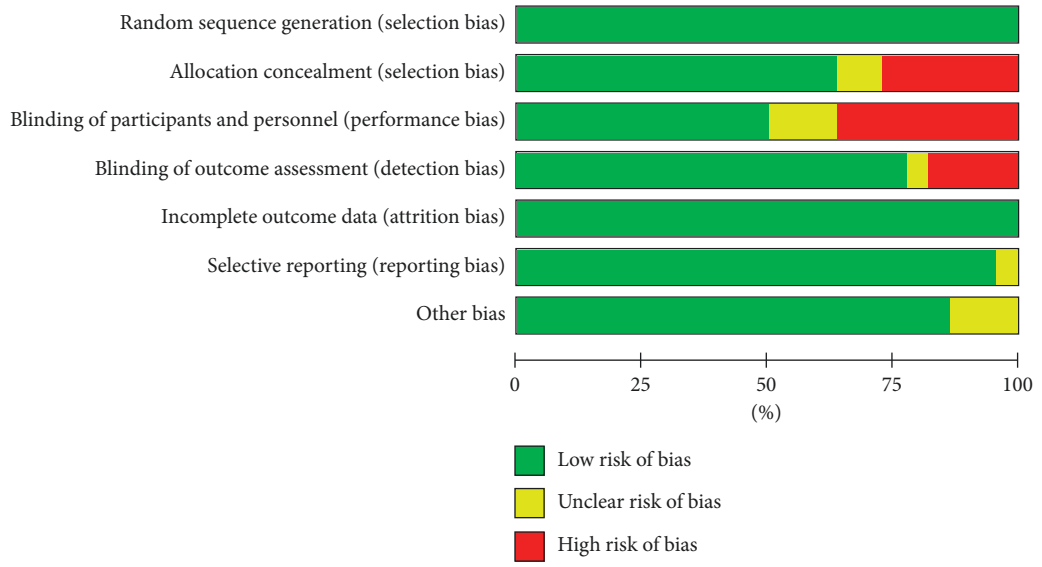 Random sequence generation (selection bias)
Allocation concealment (selection bias)
Blinding of participants and personnel (performance bias)
Blinding of outcome assessment (detection bias)
Incomplete outcome data (attrition bias)
Selective reporting (reporting bias)
Other bias
0 25 50 75 100
(%)
Low risk of bias
Unclear risk of bias
High risk of bias